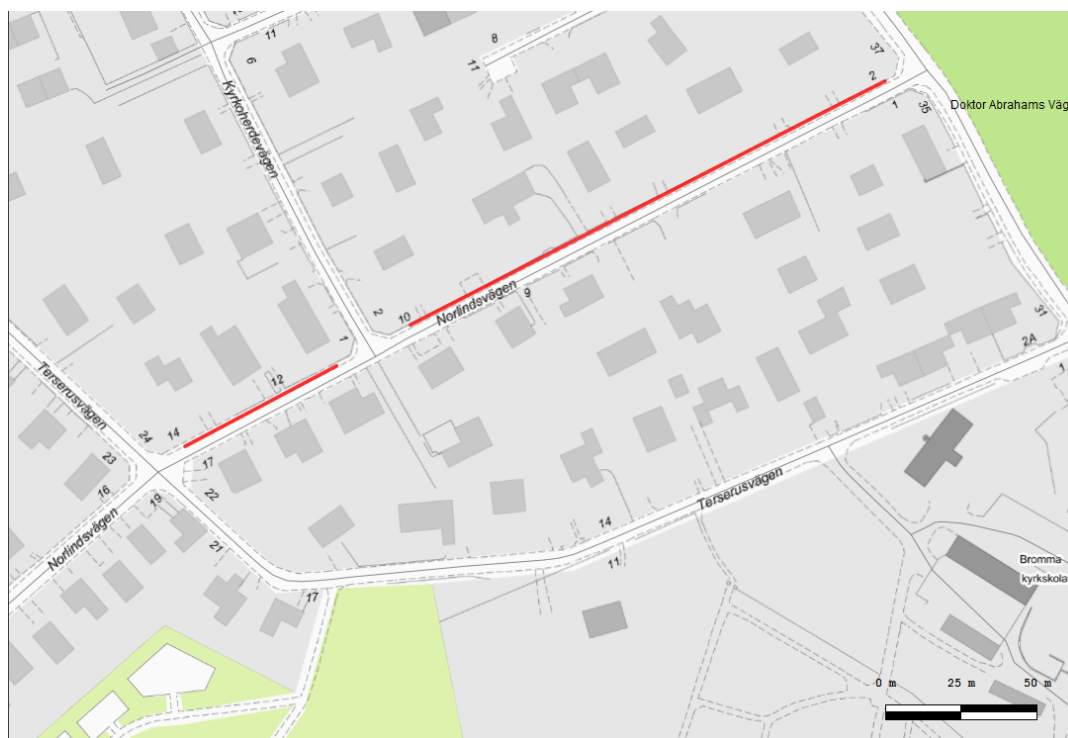 11
8
6
11
37
2
Kyrkoherdevägen
1
35
Doktor Abrahams Väg
2
10
Norlindsvägen
9
1
31
2A
12
1
Terserusvägen
24
14
23
17
16
22
19
Norlindsvägen
21
14
Terserusvägen
11
17
Bromma
kyrkskola
0 m
25 m
50 m